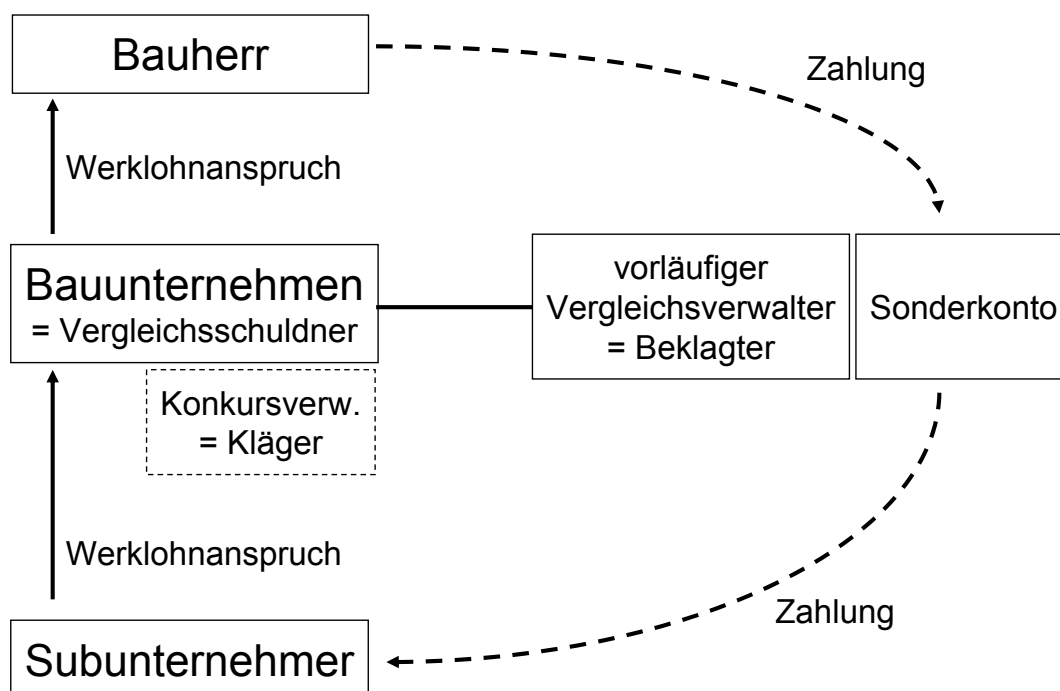 Bauherr
Zahlung
Werklohnanspruch
Bauunternehmen
= Vergleichsschuldner
vorläufiger
Vergleichsverwalter
= Beklagter
Sonderkonto
Konkursverw.
= Kläger
Werklohnanspruch
Zahlung
Subunternehmer